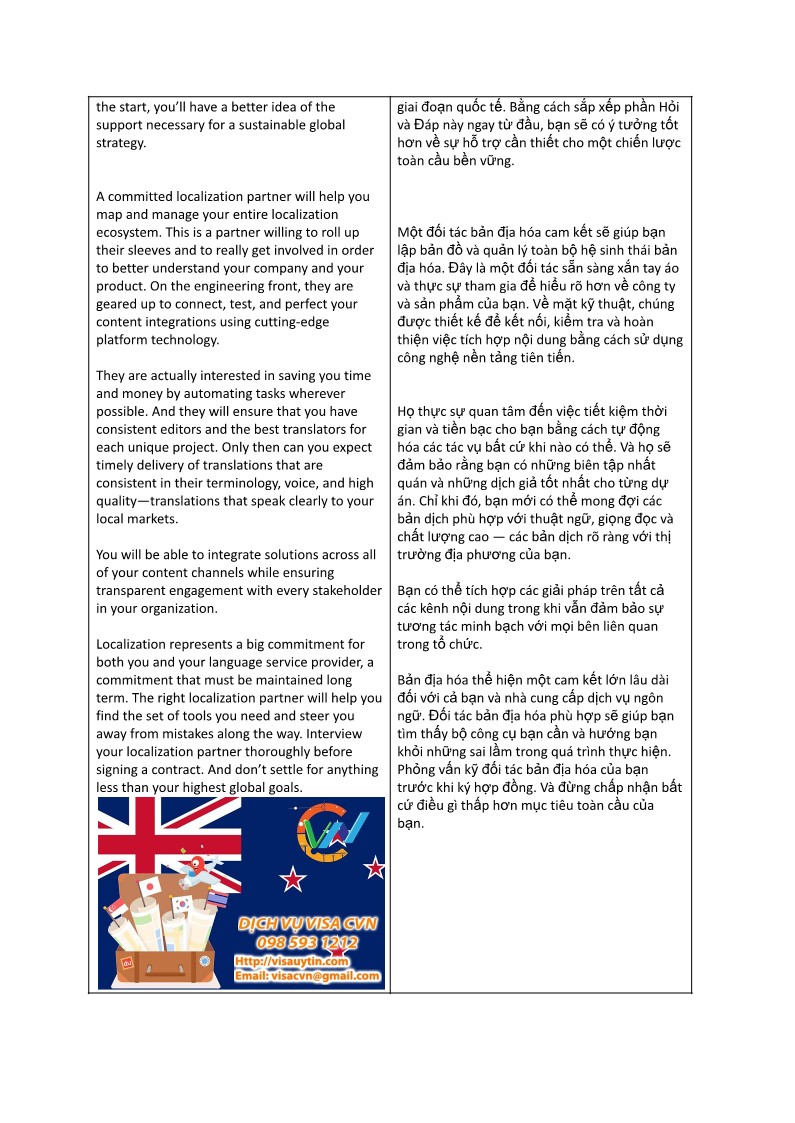 the start, you’ll have a better idea of the
support necessary for a sustainable global
strategy.
A committed localization partner will help you
map and manage your entire localization
ecosystem. This is a partner willing to roll up
their sleeves and to really get involved in order
to better understand your company and your
product. On the engineering front, they are
geared up to connect, test, and perfect your
content integrations using cutting-edge
platform technology.
They are actually interested in saving you time
and money by automating tasks wherever
possible. And they will ensure that you have
consistent editors and the best translators for
each unique project. Only then can you expect
timely delivery of translations that are
consistent in their terminology, voice, and high
quality—translations that speak clearly to your
local markets.
You will be able to integrate solutions across all
of your content channels while ensuring
transparent engagement with every stakeholder
in your organization.
Localization represents a big commitment for
both you and your language service provider, a
commitment that must be maintained long
term. The right localization partner will help you
find the set of tools you need and steer you
away from mistakes along the way. Interview
your localization partner thoroughly before
signing a contract. And don’t settle for anything
less than your highest global goals.
CVN
DỊCH VỤ VISA CVN
098 593 1212
Http://visauytin.com
Email: visacvn@gmail.com
giai đoạn quốc tế. Bằng cách sắp xếp phần Hỏi
và Đáp này ngay từ đầu, bạn sẽ có ý tưởng tốt
hơn về sự hỗ trợ cần thiết cho một chiến lược
toàn cầu bền vững.
Một đối tác bản địa hóa cam kết sẽ giúp bạn
lập bản đồ và quản lý toàn bộ hệ sinh thái bản
địa hóa. Đây là một đối tác sẵn sàng xắn tay áo
và thực sự tham gia để hiểu rõ hơn về công ty
và sản phẩm của bạn. Về mặt kỹ thuật, chúng
được thiết kế để kết nối, kiểm tra và hoàn
thiện việc tích hợp nội dung bằng cách sử dụng
công nghệ nền tảng tiên tiến.
Họ thực sự quan tâm đến việc tiết kiệm thời
gian và tiền bạc cho bạn bằng cách tự động
hóa các tác vụ bất cứ khi nào có thể. Và họ sẽ
đảm bảo rằng bạn có những biên tập nhất
quán và những dịch giả tốt nhất cho từng dự
án. Chỉ khi đó, bạn mới có thể mong đợi các
bản dịch phù hợp với thuật ngữ, giọng đọc và
chất lượng cao — các bản dịch rõ ràng với thị
trường địa phương của bạn.
Bạn có thể tích hợp các giải pháp trên tất cả
các kênh nội dung trong khi vẫn đảm bảo sự
tương tác minh bạch với mọi bên liên quan
trong tổ chức.
Bản địa hóa thể hiện một cam kết lớn lâu dài
đối với cả bạn và nhà cung cấp dịch vụ ngôn
ngữ. Đối tác bản địa hóa phù hợp sẽ giúp bạn
tìm thấy bộ công cụ bạn cần và hướng bạn
khỏi những sai lầm trong quá trình thực hiện.
Phỏng vấn kỹ đối tác bản địa hóa của bạn
trước khi ký hợp đồng. Và đừng chấp nhận bất
cứ điều gì thấp hơn mục tiêu toàn cầu của
bạn.